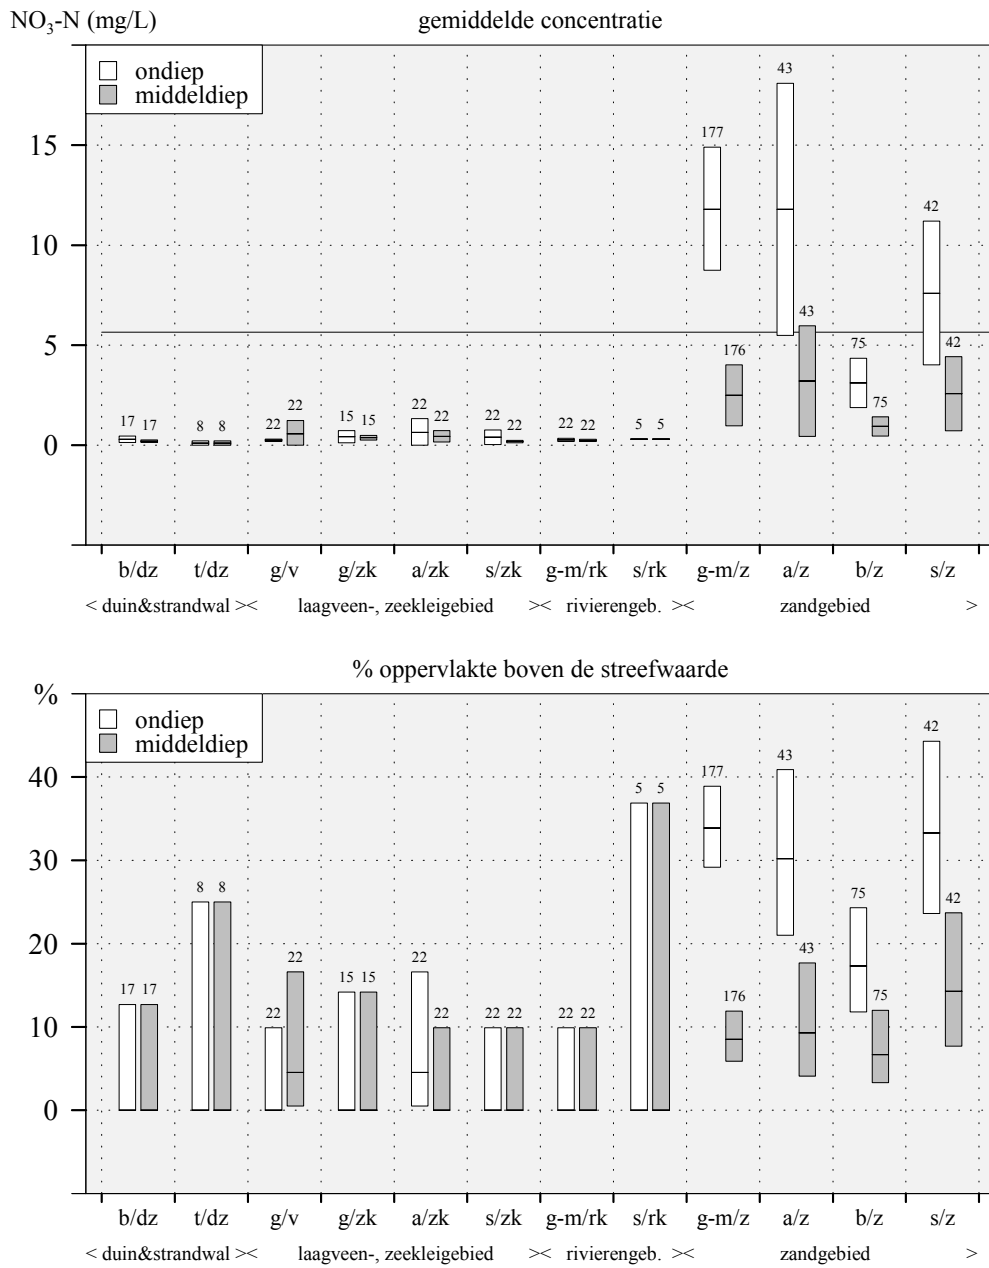 NO₃-N (mg/L) gemiddelde concentratie
ondiep
middeldiep
43
15
177
42
10
43
5
176
75
42
75
22
17 17 8 8 22 15 15 22 22 22 22 22 22 5 5
0
b/dz t/dz g/v g/zk a/zk s/zk g-m/rk s/rk g-m/z a/z b/z s/z
< duin&strandwal >< laagveen-, zeekleigebied >< rivierengeb. >< zandgebied >
% oppervlakte boven de streefwaarde
%
ondiep
middeldiep
42
40
177 43
5 5
30
75
42
8 8
20
22 22 43
17 17 15 15 176 75
10
22 22 22 22 22 22
0
b/dz t/dz g/v g/zk a/zk s/zk g-m/rk s/rk g-m/z a/z b/z s/z
< duin&strandwal >< laagveen-, zeekleigebied >< rivierengeb. >< zandgebied >